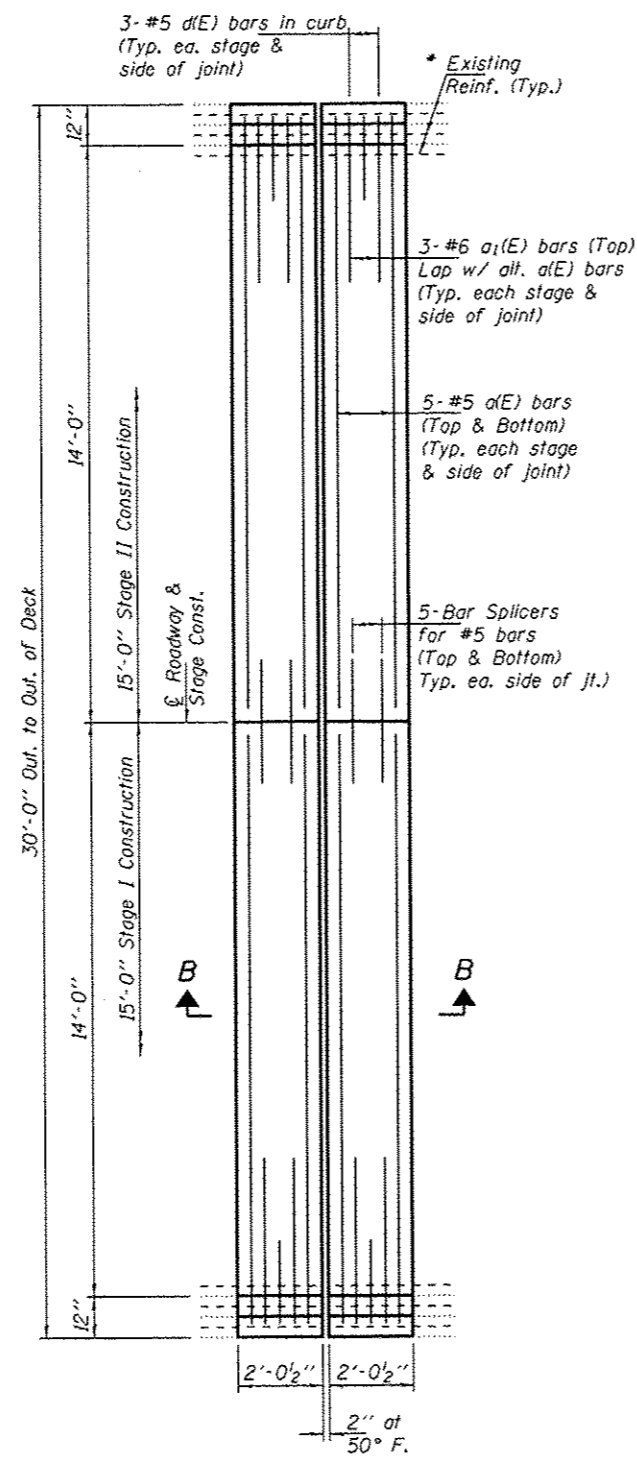 3- #5 d(E) bars in curb
(Typ. ea. stage &
side of joint)
* Existing
Reinf. (Typ.)
12"
3-#6 a₁(E) bars (Top)
Lap w/ alt. a(E) bars
(Typ. each stage &
side of joint)
14'-0"
15'-0" Stage II Construction
5-#5 a(E) bars
(Top & Bottom)
(Typ. each stage
& side of joint)
30'-0" Out. to Out. of Deck
℄ Roadway &
Stage Const.
5-Bar Splicers
for #5 bars
(Top & Bottom)
Typ. ea. side of jt.)
14'-0"
15'-0" Stage I Construction
B
B
12"
2'-0½"
2'-0½"
2" at
50° F.